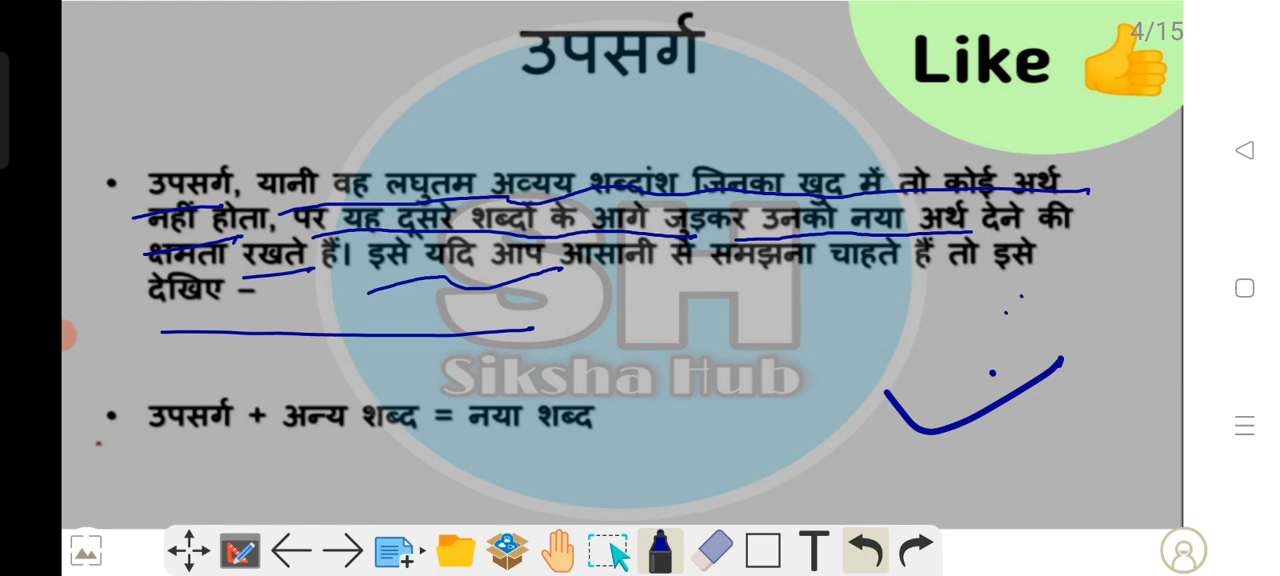 4/15
उपसर्ग
Like
• उपसर्ग, यानी वह लघुतम अव्यय शब्दांश जिनका खुद में तो कोई अर्थ
नहीं होता, पर यह दूसरे शब्दों के आगे जुड़कर उनको नया अर्थ देने की
क्षमता रखते हैं। इसे यदि आप आसानी से समझना चाहते हैं तो इसे
देखिए –
SH
Siksha Hub
• उपसर्ग + अन्य शब्द = नया शब्द
T